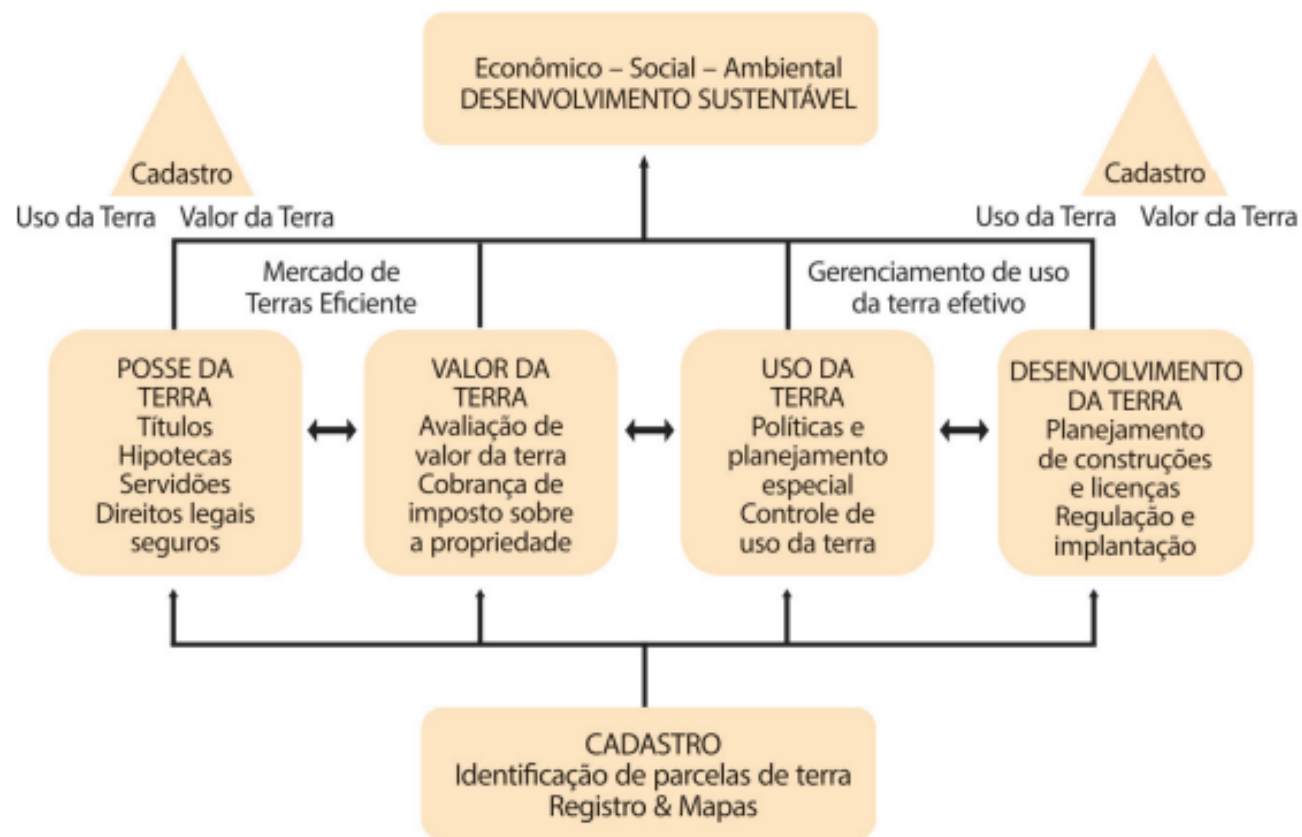 Econômico – Social – Ambiental
DESENVOLVIMENTO SUSTENTÁVEL
Cadastro
Uso da Terra Valor da Terra
Cadastro
Uso da Terra Valor da Terra
Mercado de
Terras Eficiente
Gerenciamento de uso
da terra efetivo
POSSE DA
TERRA
Títulos
Hipotecas
Servidões
Direitos legais
seguros
VALOR DA
TERRA
Avaliação de
valor da terra
Cobrança de
imposto sobre
a propriedade
USO DA
TERRA
Políticas e
planejamento
especial
Controle de
uso da terra
DESENVOLVIMENTO
DA TERRA
Planejamento
de construções
e licenças
Regulação e
implantação
CADASTRO
Identificação de parcelas de terra
Registro & Mapas